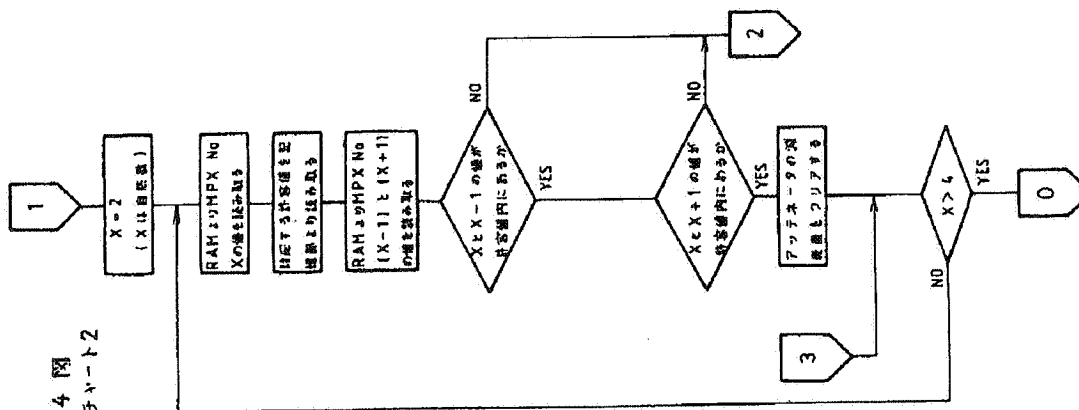 4 図
チャート2
1
X = 2
(Xは自然数)
RAMよりMPX No
Xの値を読み取る
対応する許容値を記
憶部より読み取る
RAMよりMPX No
(X-1)と(X+1)
の値を読み取る
XとX-1の値が
許容値内にあるか
NO
YES
XとX+1の値が
許容値内にあるか
NO
YES
2
アッテネータの減
衰量をクリアする
3
X > 4
NO
YES
0